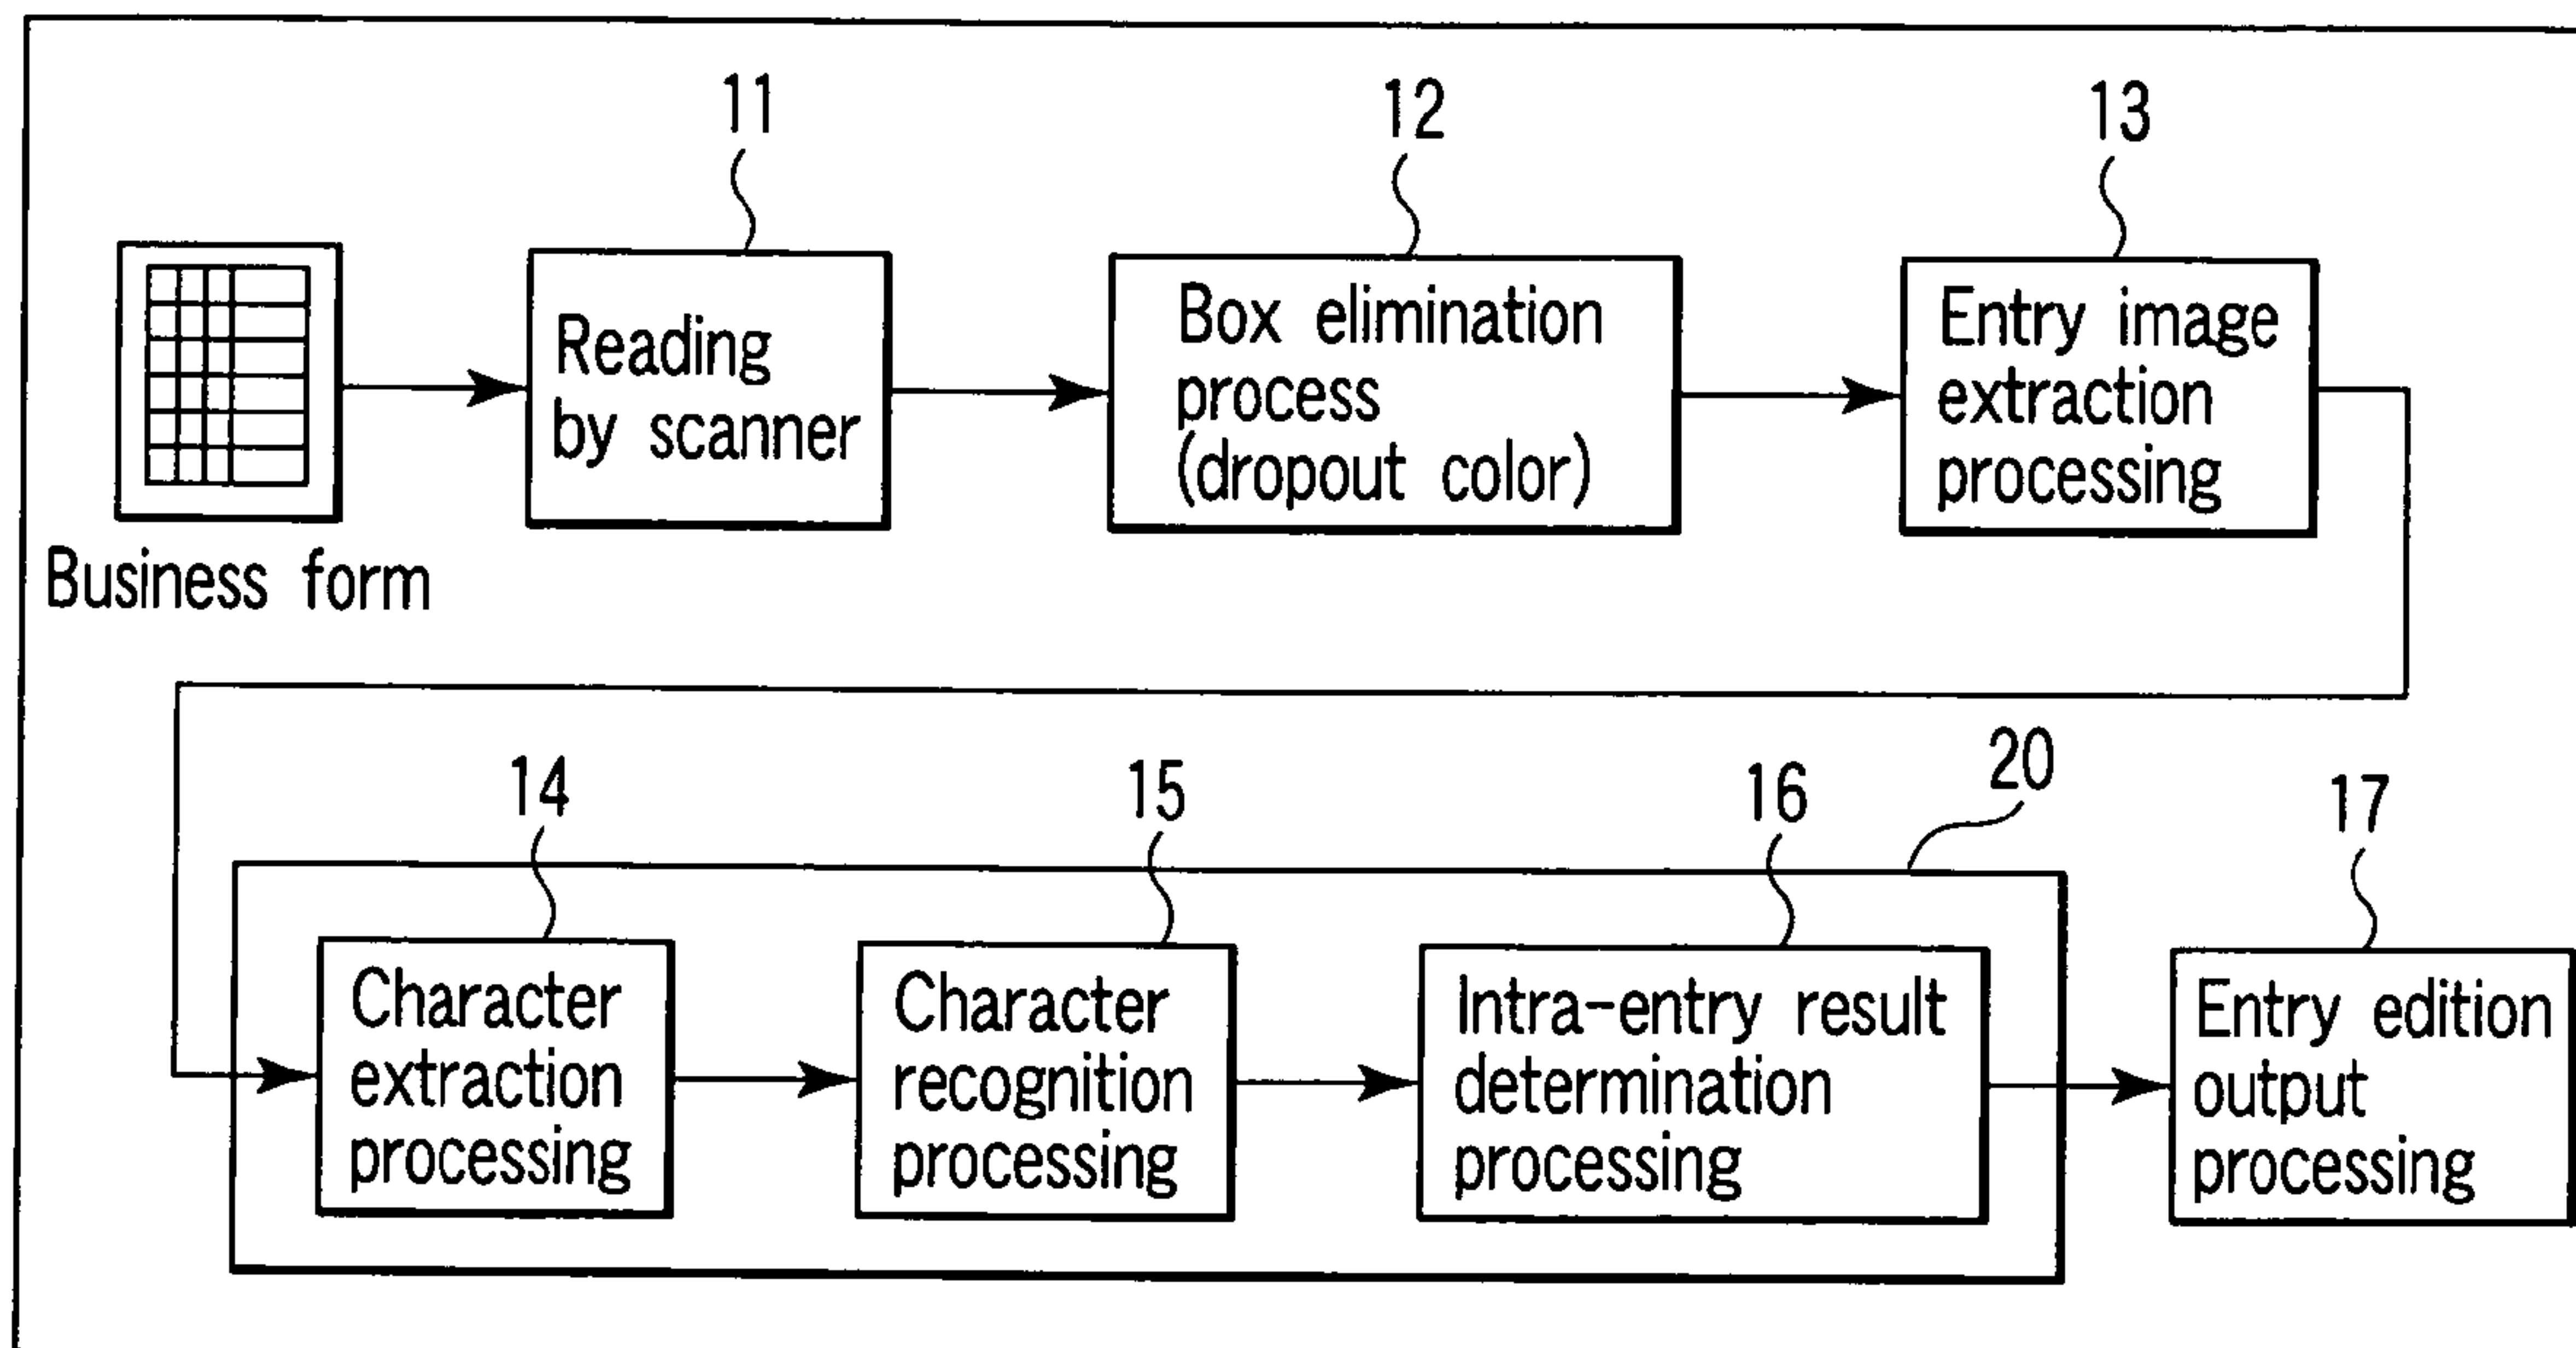 11
12
13
Reading
by scanner
Box elimination
process
(dropout color)
Entry image
extraction
processing
Business form
14
15
16
20
17
Character
extraction
processing
Character
recognition
processing
Intra-entry result
determination
processing
Entry edition
output
processing